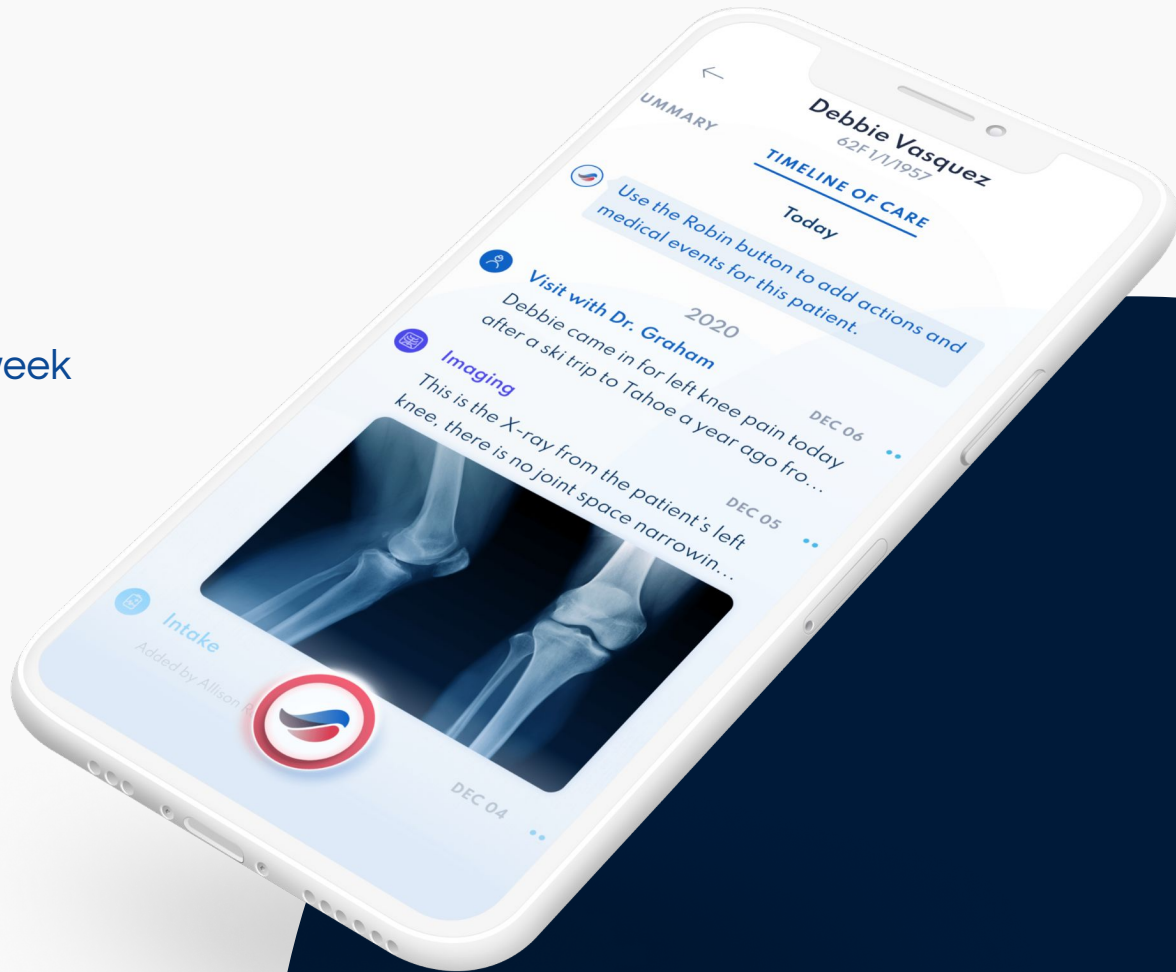 week
Debbie Vasquez
62F 1/1/1957
UMMARY
TIMELINE OF CARE
Today
Use the Robin button to add actions and
medical events for this patient.
2020
Visit with Dr. Graham
DEC 06
Debbie came in for left knee pain today
after a ski trip to Tahoe a year ago fro...
Imaging
DEC 05
This is the X-ray from the patient's left
knee, there is no joint space narrowin...
Intake
DEC 04
Added by Allison